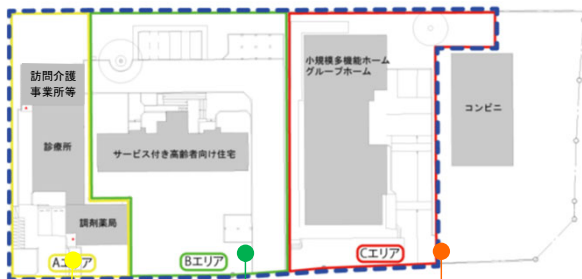 訪問介護
事業所等
診療所
調剤薬局
Aエリア
サービス付き高齢者向け住宅
Bエリア
小規模多機能ホーム
グループホーム
Cエリア
コンビニ